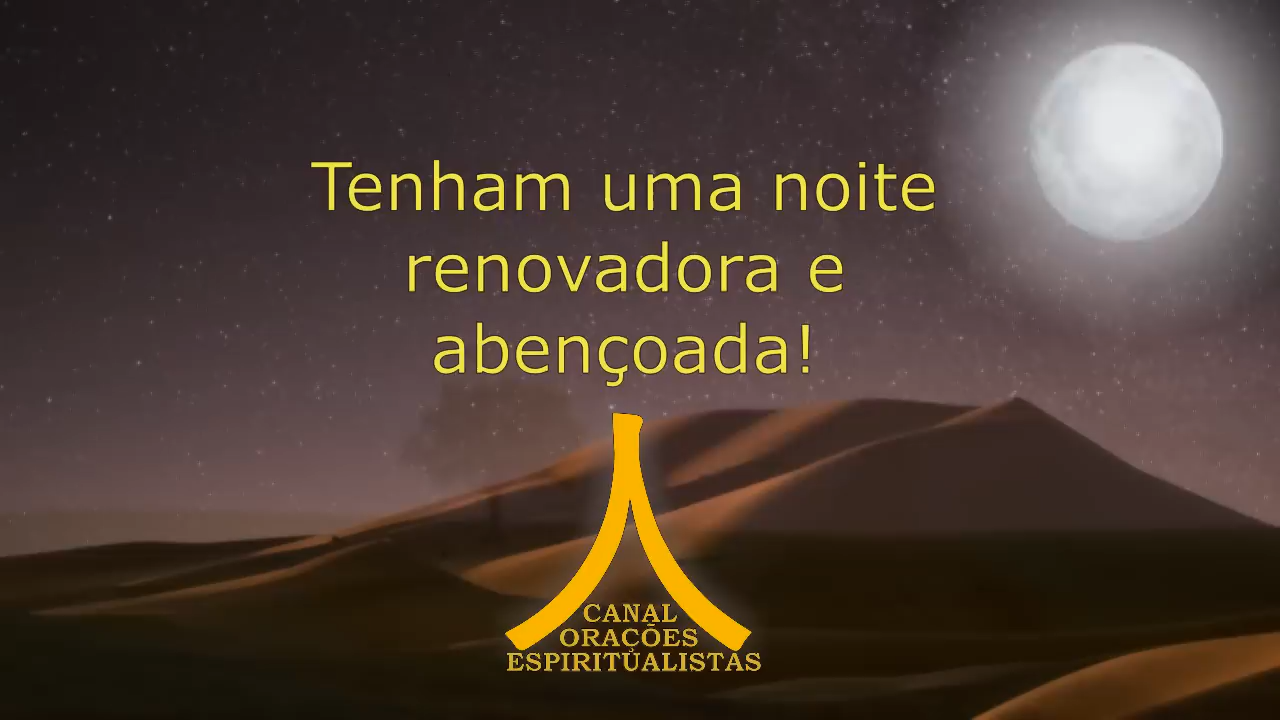 Tenham uma noite
renovadora e
abençoada!
CANAL
ORAÇÕES
ESPIRITUALISTAS